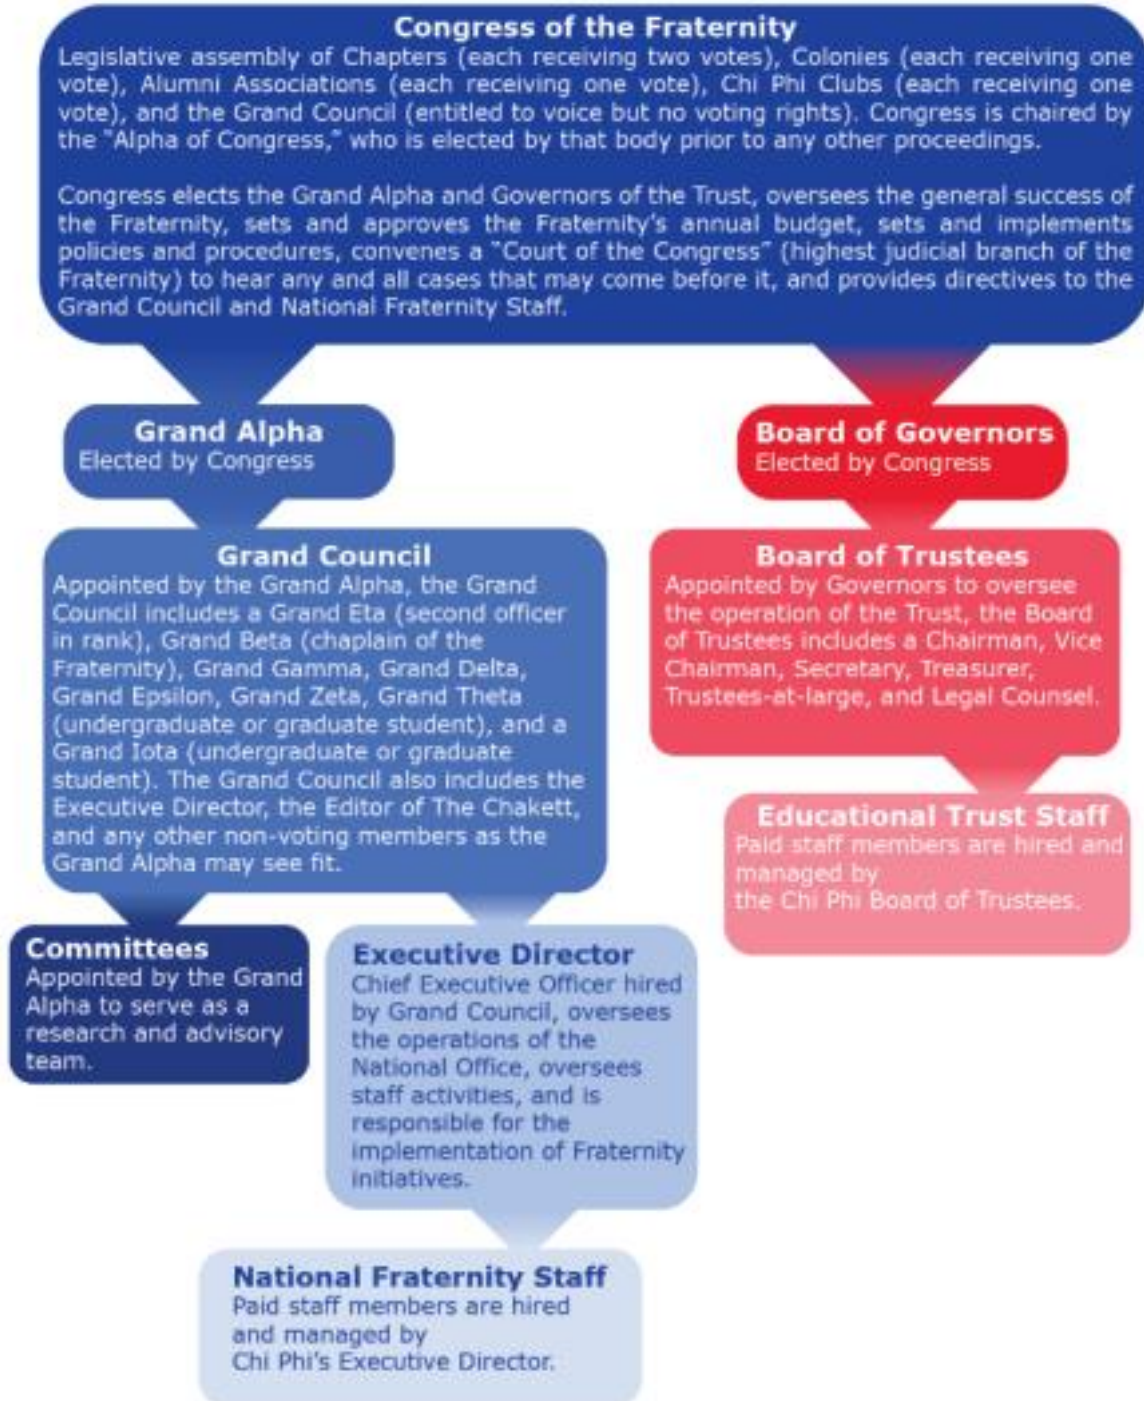 Congress of the Fraternity
Legislative assembly of Chapters (each receiving two votes), Colonies (each receiving one
vote), Alumni Associations (each receiving one vote), Chi Phi Clubs (each receiving one
vote), and the Grand Council (entitled to voice but no voting rights). Congress is chaired by
the “Alpha of Congress,” who is elected by that body prior to any other proceedings.
Congress elects the Grand Alpha and Governors of the Trust, oversees the general success of
the Fraternity, sets and approves the Fraternity’s annual budget, sets and implements
policies and procedures, convenes a “Court of the Congress” (highest judicial branch of the
Fraternity) to hear any and all cases that may come before it, and provides directives to the
Grand Council and National Fraternity Staff.
Grand Alpha
Elected by Congress
Board of Governors
Elected by Congress
Grand Council
Appointed by the Grand Alpha, the Grand
Council includes a Grand Eta (second officer
in rank), Grand Beta (chaplain of the
Fraternity), Grand Gamma, Grand Delta,
Grand Epsilon, Grand Zeta, Grand Theta
(undergraduate or graduate student), and a
Grand Iota (undergraduate or graduate
student). The Grand Council also includes the
Executive Director, the Editor of The Chakett,
and any other non-voting members as the
Grand Alpha may see fit.
Board of Trustees
Appointed by Governors to oversee
the operation of the Trust, the Board
of Trustees includes a Chairman, Vice
Chairman, Secretary, Treasurer,
Trustees-at-large, and Legal Counsel.
Educational Trust Staff
Paid staff members are hired and
managed by
the Chi Phi Board of Trustees.
Committees
Appointed by the Grand
Alpha to serve as a
research and advisory
team.
Executive Director
Chief Executive Officer hired
by Grand Council, oversees
the operations of the
National Office, oversees
staff activities, and is
responsible for the
implementation of Fraternity
initiatives.
National Fraternity Staff
Paid staff members are hired
and managed by
Chi Phi’s Executive Director.